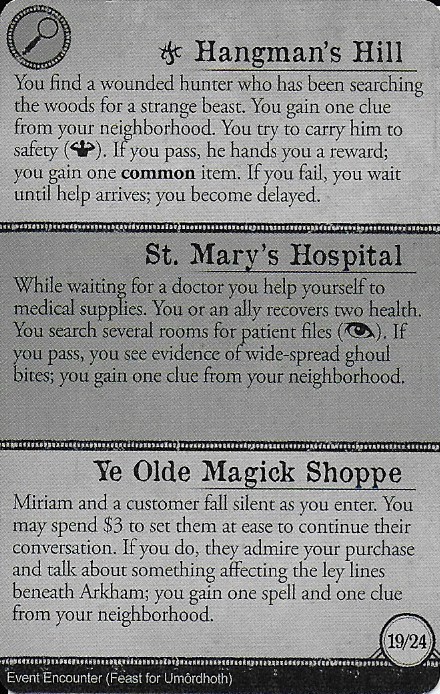 Hangman's Hill
You find a wounded hunter who has been searching
the woods for a strange beast. You gain one clue
from your neighborhood. You try to carry him to
safety ( ). If you pass, he hands you a reward;
you gain one common item. If you fail, you wait
until help arrives; you become delayed.
St. Mary's Hospital
While waiting for a doctor you help yourself to
medical supplies. You or an ally recovers two health.
You search several rooms for patient files ( ). If
you pass, you see evidence of wide-spread ghoul
bites; you gain one clue from your neighborhood.
Ye Olde Magick Shoppe
Miriam and a customer fall silent as you enter. You
may spend $3 to set them at ease to continue their
conversation. If you do, they admire your purchase
and talk about something affecting the ley lines
beneath Arkham; you gain one spell and one clue
from your neighborhood.
19/24
Event Encounter (Feast for Umôrdhoth)